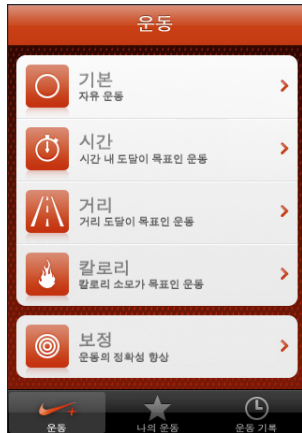 운동
기본
자유 운동
시간
시간 내 도달이 목표인 운동
거리
거리 도달이 목표인 운동
칼로리
칼로리 소모가 목표인 운동
보정
운동의 정확성 향상
운동
나의 운동
운동 기록